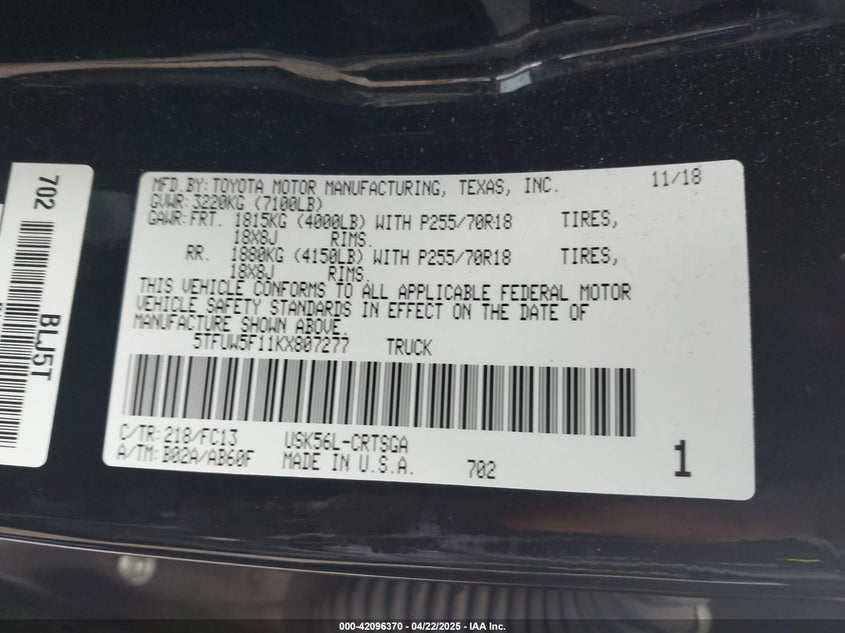 702
BLJ5T
MFD.BY: TOYOTA MOTOR MANUFACTURING, TEXAS, INC. 11/18
GVWR: 3220KG (7100LB)
GAWR: FRT. 1815KG (4000LB) WITH P255/70R18 TIRES,
18X8J RIMS.
RR. 1880KG (4150LB) WITH P255/70R18 TIRES,
18X8J RIMS.
THIS VEHICLE CONFORMS TO ALL APPLICABLE FEDERAL MOTOR
VEHICLE SAFETY STANDARDS IN EFFECT ON THE DATE OF
MANUFACTURE SHOWN ABOVE.
5TFUW5F11KX807277 TRUCK
C/TR: 218/FC13 USK56L-CRTSGA
A/TM: B02A/AB60F MADE IN U.S.A. 702 1
000-42096370 - 04/22/2025 - IAA Inc.